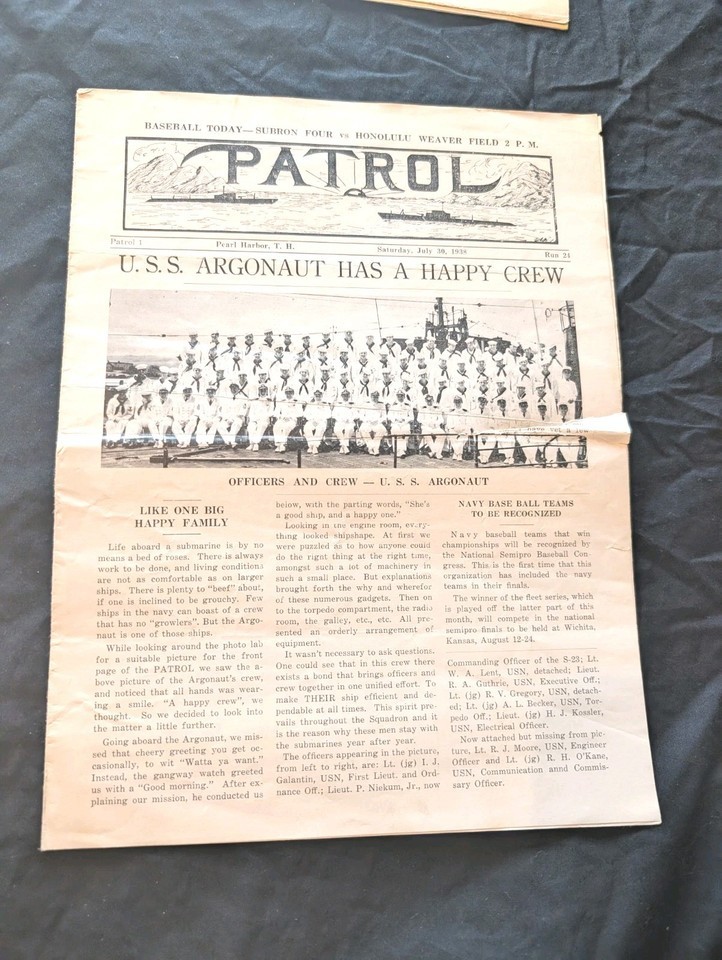 BASEBALL TODAY—SUBRON FOUR vs HONOLULU WEAVER FIELD 2 P. M.
PATROL
Patrol 1 Pearl Harbor, T. H. Saturday, July 30, 1938 Run 24
U. S. S. ARGONAUT HAS A HAPPY CREW
OFFICERS AND CREW — U. S. S. ARGONAUT
LIKE ONE BIG
HAPPY FAMILY
Life aboard a submarine is by no
means a bed of roses. There is always
work to be done, and living conditions
are not as comfortable as on larger
ships. There is plenty to "beef" about,
if one is inclined to be grouchy. Few
ships in the navy can boast of a crew
that has no "growlers". But the Argo-
naut is one of those ships.
While looking around the photo lab
for a suitable picture for the front
page of the PATROL we saw the a-
bove picture of the Argonaut's crew,
and noticed that all hands was wear-
ing a smile. "A happy crew", we
thought. So we decided to look into
the matter a little further.
Going aboard the Argonaut, we mis-
sed that cheery greeting you get oc-
casionally, to wit "Watta ya want."
Instead, the gangway watch greeted
us with a "Good morning." After ex-
plaining our mission, he conducted us
below, with the parting words, "She's
a good ship, and a happy one."
Looking in the engine room, every-
thing looked shipshape. At first we
were puzzled as to how anyone could
do the right thing at the right time,
amongst such a lot of machinery in
such a small place. But explanations
brought forth the why and wherefor
of these numerous gadgets. Then on
to the torpedo compartment, the radio
room, the galley, etc., etc. All pre-
sented an orderly arrangement of
equipment.
It wasn't necessary to ask questions.
One could see that in this crew there
exists a bond that brings officers and
crew together in one unified effort. To
make THEIR ship efficient and de-
pendable at all times. This spirit pre-
vails throughout the Squadron and it
is the reason why these men stay with
the submarines year after year.
The officers appearing in the picture,
from left to right, are: Lt. (jg) I. J.
Galantin, USN, First Lieut. and Ord-
nance Off.; Lieut. P. Niekum, Jr., now
NAVY BASE BALL TEAMS
TO BE RECOGNIZED
Navy baseball teams that win
championships will be recognized by
the National Semipro Baseball Con-
gress. This is the first time that this
organization has included the navy
teams in their finals.
The winner of the fleet series, which
is played off the latter part of this
month, will compete in the national
semipro finals to be held at Wichita,
Kansas, August 12-24.
Commanding Officer of the S-23; Lt.
W. A. Lent, USN, detached; Lieut.
R. A. Guthrie, USN, Executive Off.;
Lt. (jg) R. V. Gregory, USN, detach-
ed; Lt. (jg) A. L. Becker, USN, Tor-
pedo Off.; Lieut. (jg) H. J. Kossler,
USN, Electrical Officer.
Now attached but missing from pic-
ture, Lt. R. J. Moore, USN, Engineer
Officer and Lt. (jg) R. H. O'Kane,
USN, Communication annd Commis-
sary Officer.